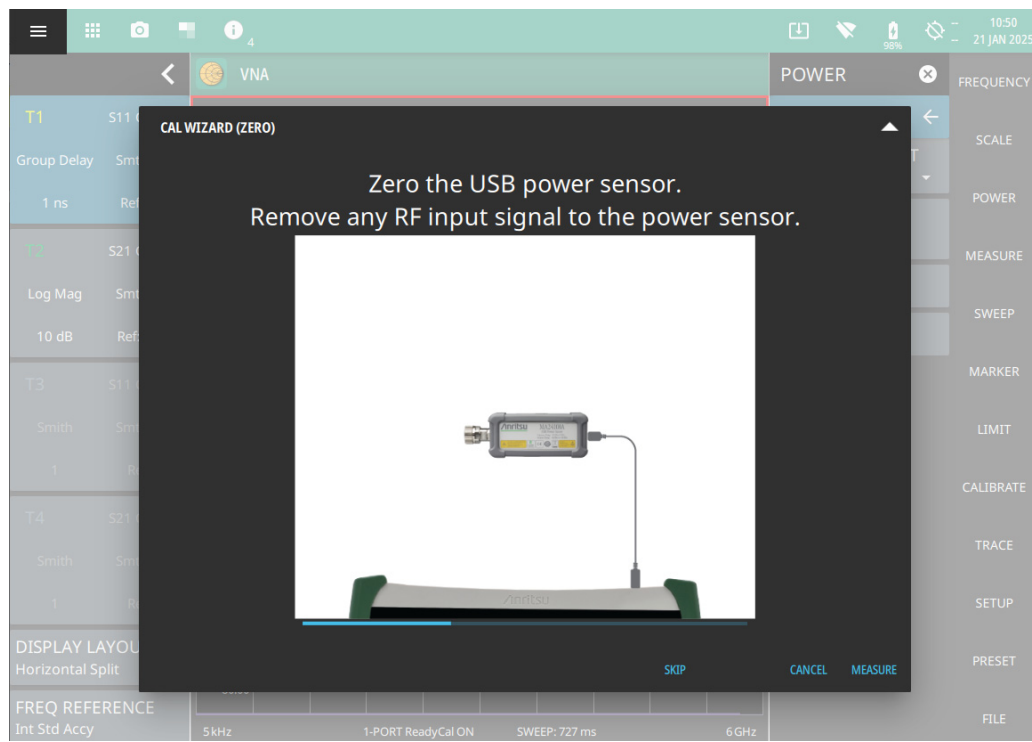 4
98%
10:50
21 JAN 2025
VNA
POWER
FREQUENCY
SCALE
POWER
MEASURE
SWEEP
MARKER
LIMIT
CALIBRATE
TRACE
SETUP
PRESET
FILE
T1
S11
Group Delay
1 ns
T2
S21
Log Mag
10 dB
T3
S11
Smith
1
T4
S21
Smith
1
DISPLAY LAYOU
Horizontal Split
FREQ REFERENCE
Int Std Accy
CAL WIZARD (ZERO)
Zero the USB power sensor.
Remove any RF input signal to the power sensor.
Anritsu
Anritsu
SKIP
CANCEL
MEASURE
5 kHz
1-PORT ReadyCal ON
SWEEP: 727 ms
6 GHz